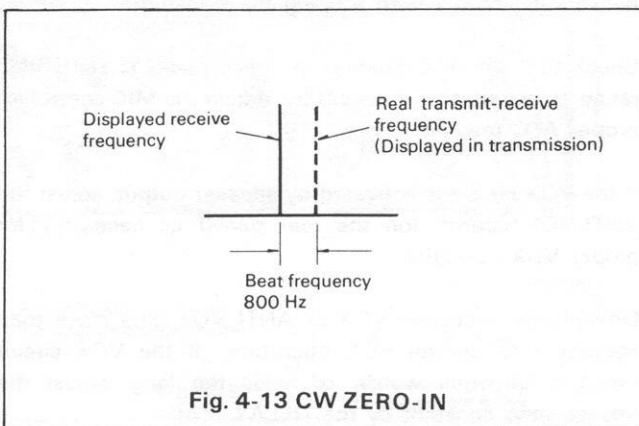 Displayed receive
frequency
Real transmit-receive
frequency
(Displayed in transmission)
Beat frequency
800 Hz
Fig. 4-13 CW ZERO-IN